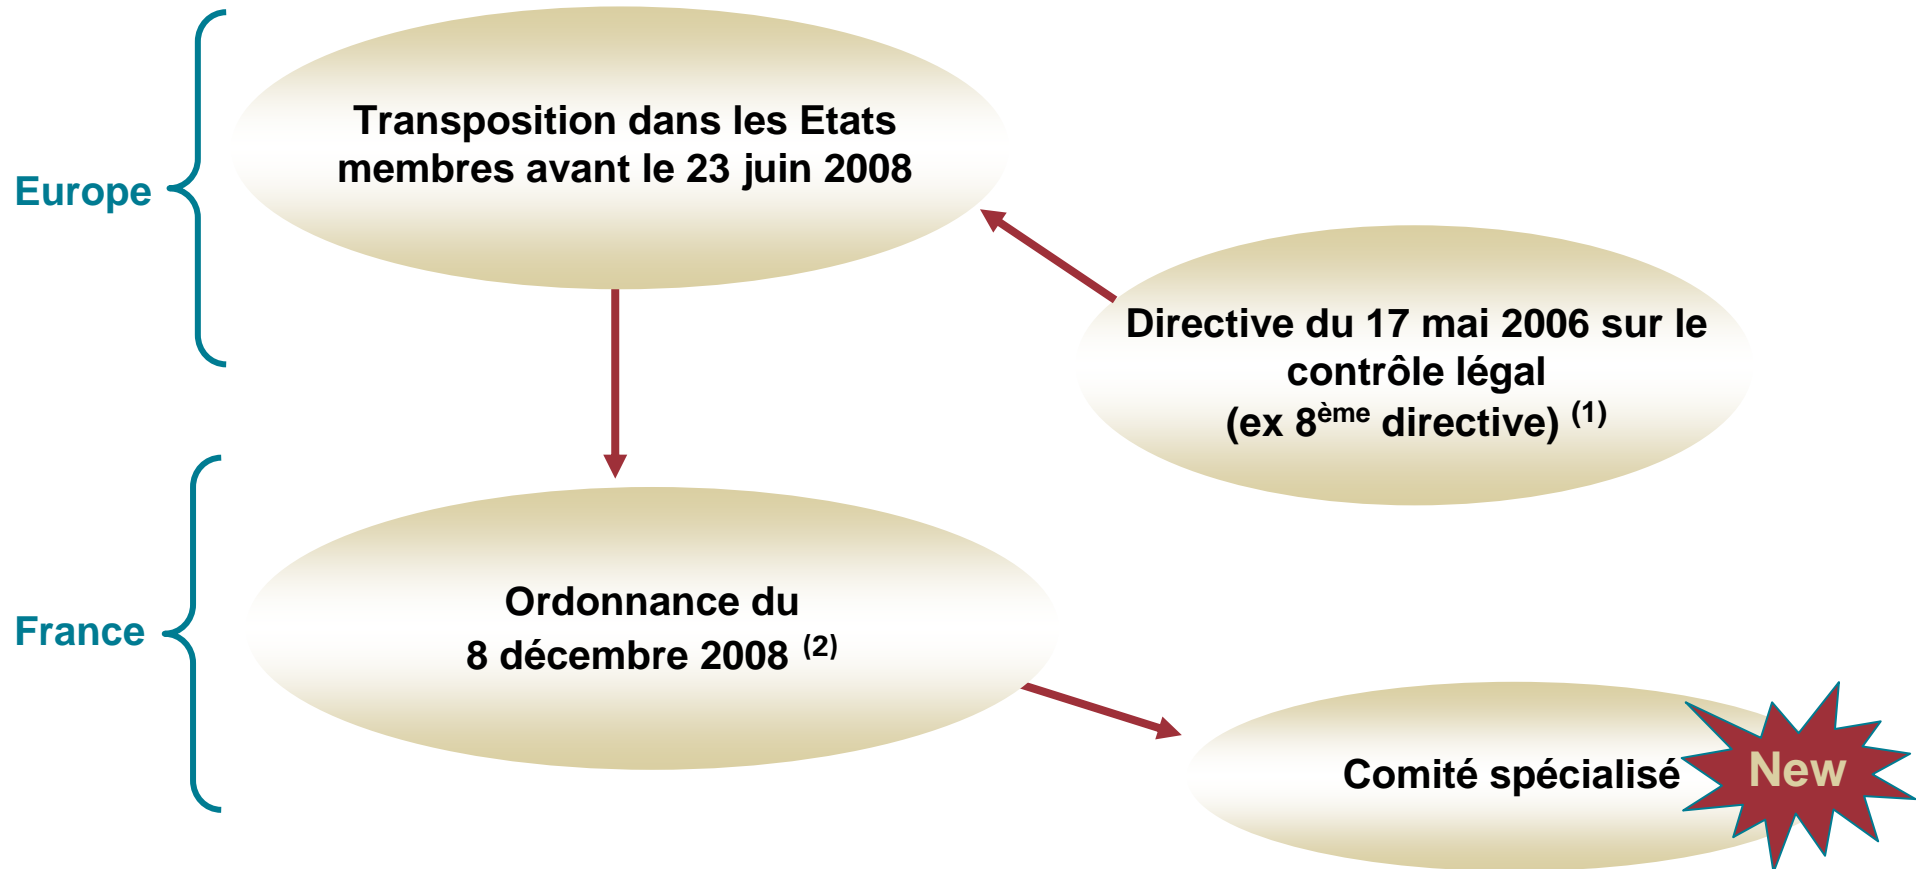 Transposition dans les Etats
membres avant le 23 juin 2008
Europe
Directive du 17 mai 2006 sur le
contrôle légal
(ex 8ème directive) (1)
Ordonnance du
8 décembre 2008 (2)
France
Comité spécialisé
New